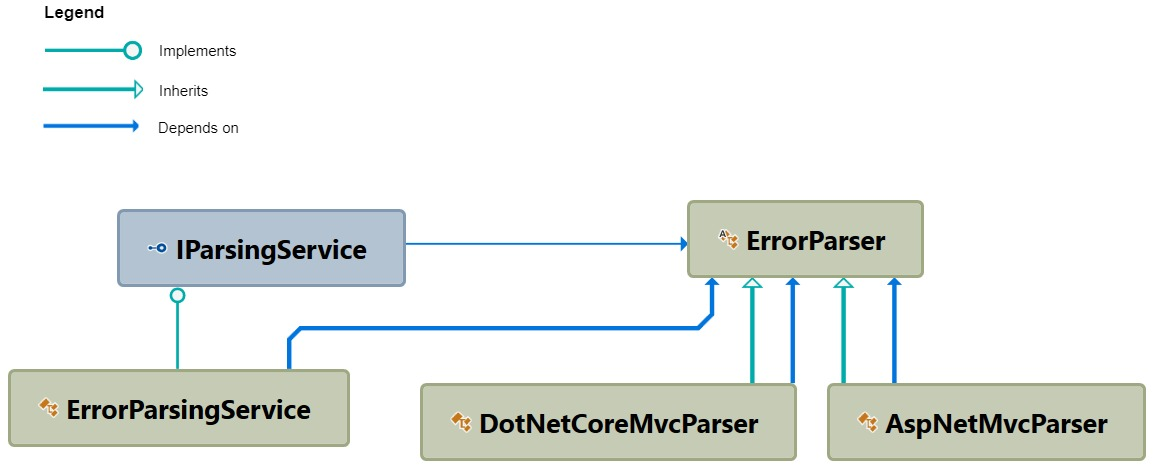 Legend
Implements
Inherits
Depends on
IParsingService
ErrorParser
ErrorParsingService
DotNetCoreMvcParser
AspNetMvcParser